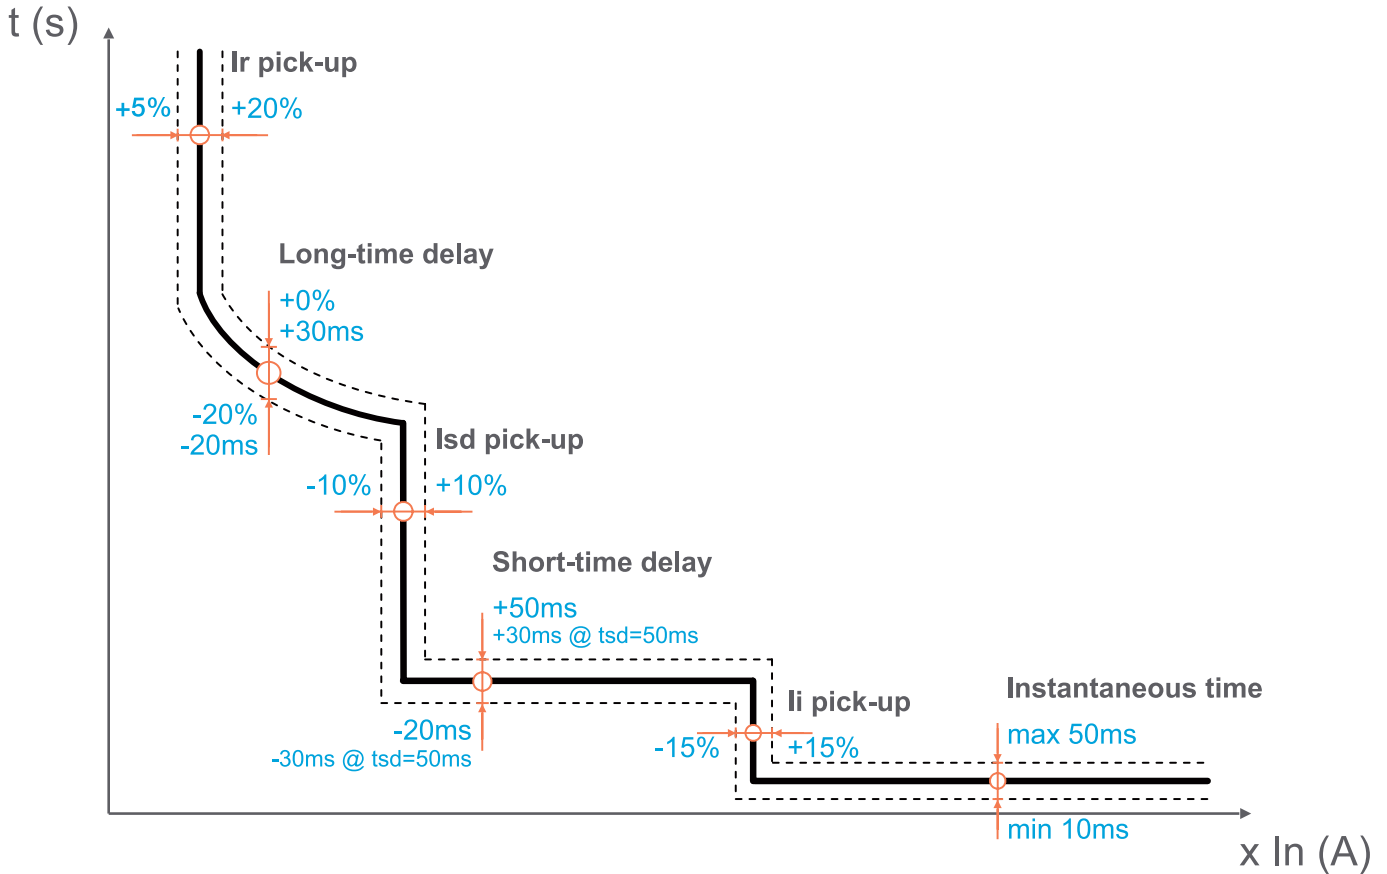 t (s)
Ir pick-up
+5%
+20%
Long-time delay
+0%
+30ms
-20%
-20ms
Isd pick-up
-10%
+10%
Short-time delay
+50ms
+30ms @ tsd=50ms
-20ms
-30ms @ tsd=50ms
Ii pick-up
-15%
+15%
Instantaneous time
max 50ms
min 10ms
x In (A)